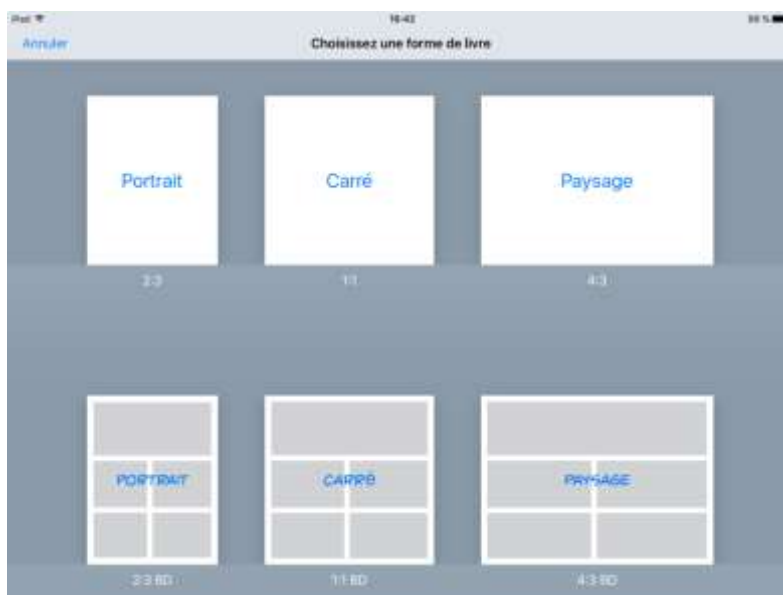 iPad 16:42
Annuler Choisissez une forme de livre
Portrait Carré Paysage
2:3 1:1 4:3
PORTRAIT CARRÉ PAYSAGE
2:3 BD 1:1 BD 4:3 BD